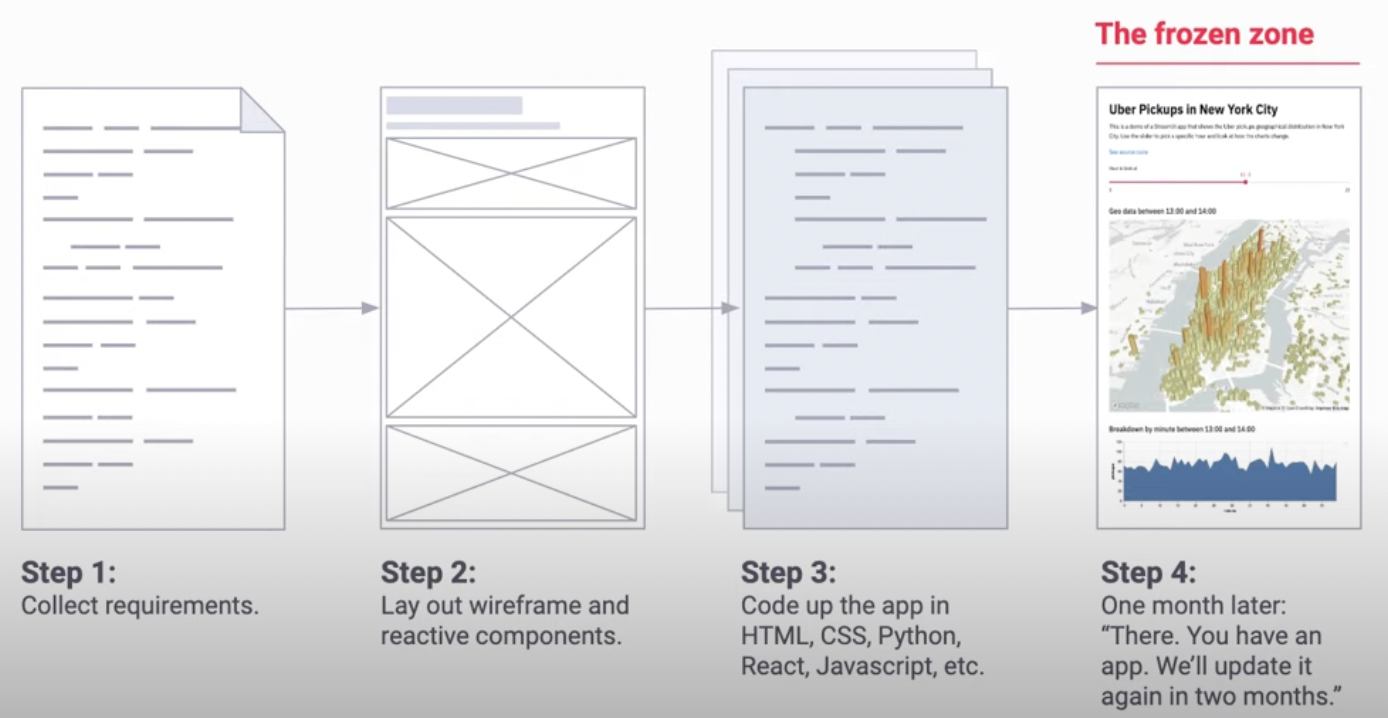 The frozen zone
Uber Pickups in New York City
This is a demo of a Streamlit app that shows the Uber pickups geographical distribution in New York
City. Use the slider to pick a specific hour and look at how the charts change.
See source code
Hour to look at
Geo data between 13:00 and 14:00
Breakdown by minute between 13:00 and 14:00
Step 1:
Collect requirements.
Step 2:
Lay out wireframe and
reactive components.
Step 3:
Code up the app in
HTML, CSS, Python,
React, Javascript, etc.
Step 4:
One month later:
“There. You have an
app. We’ll update it
again in two months.”